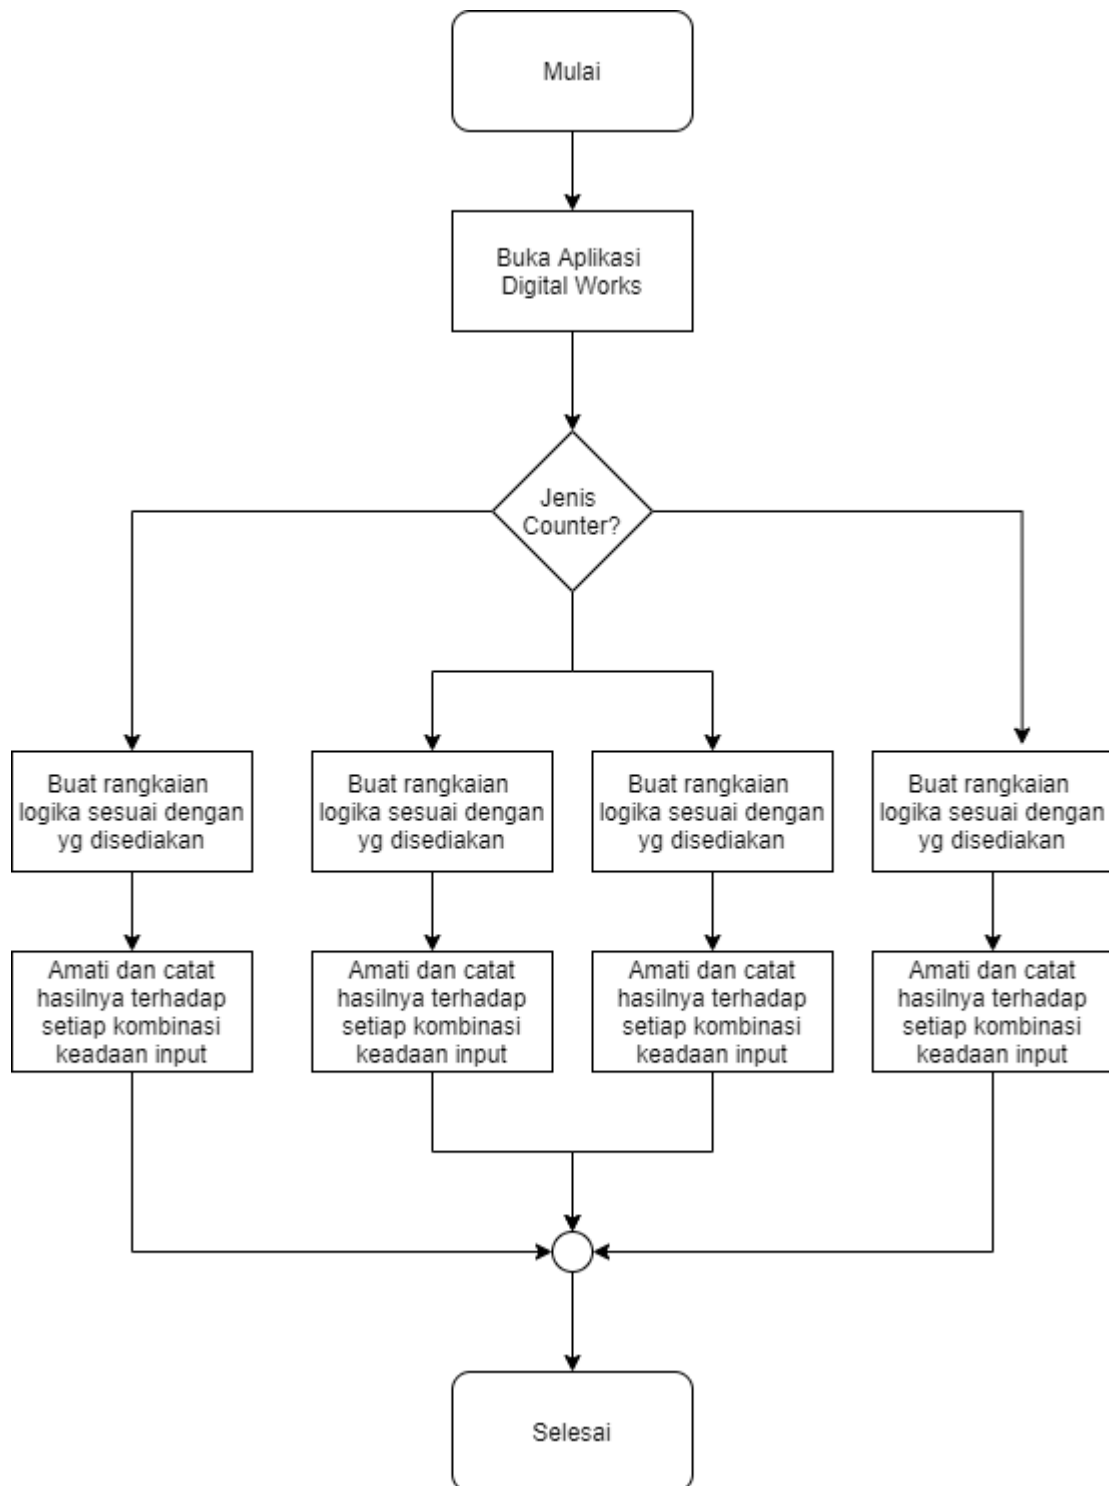 Mulai
Buka Aplikasi
Digital Works
Jenis
Counter?
Buat rangkaian
logika sesuai dengan
yg disediakan
Buat rangkaian
logika sesuai dengan
yg disediakan
Buat rangkaian
logika sesuai dengan
yg disediakan
Buat rangkaian
logika sesuai dengan
yg disediakan
Amati dan catat
hasilnya terhadap
setiap kombinasi
keadaan input
Amati dan catat
hasilnya terhadap
setiap kombinasi
keadaan input
Amati dan catat
hasilnya terhadap
setiap kombinasi
keadaan input
Amati dan catat
hasilnya terhadap
setiap kombinasi
keadaan input
Selesai